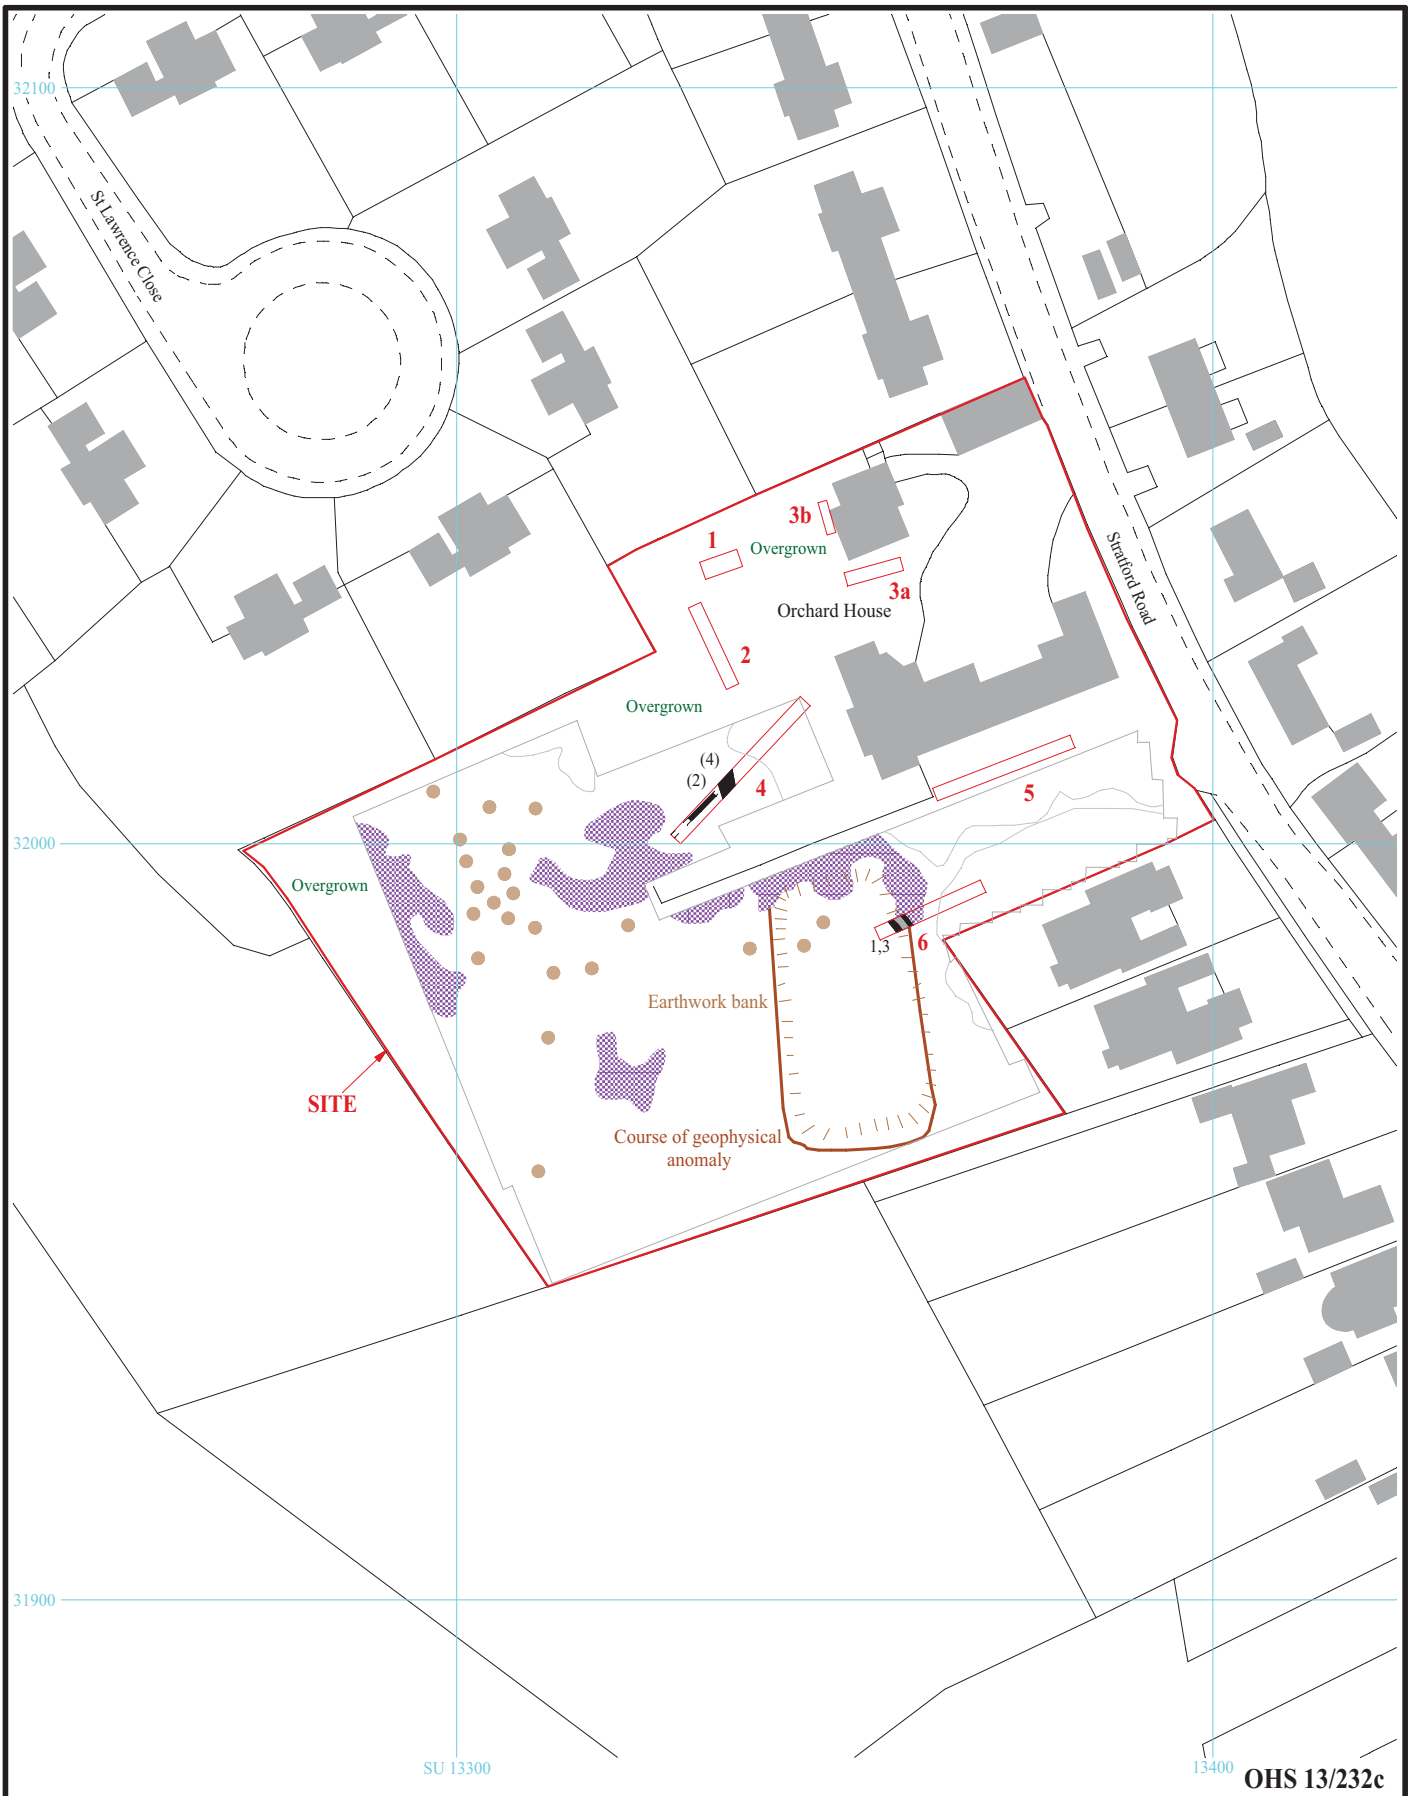 32100
St Lawrence Close
3b
1
Overgrown
3a
Orchard House
Stratford Road
2
Overgrown
(4)
(2)
4
5
32000
Overgrown
1,3
6
Earthwork bank
SITE
Course of geophysical
anomaly
31900
SU 13300
13400
OHS 13/232c